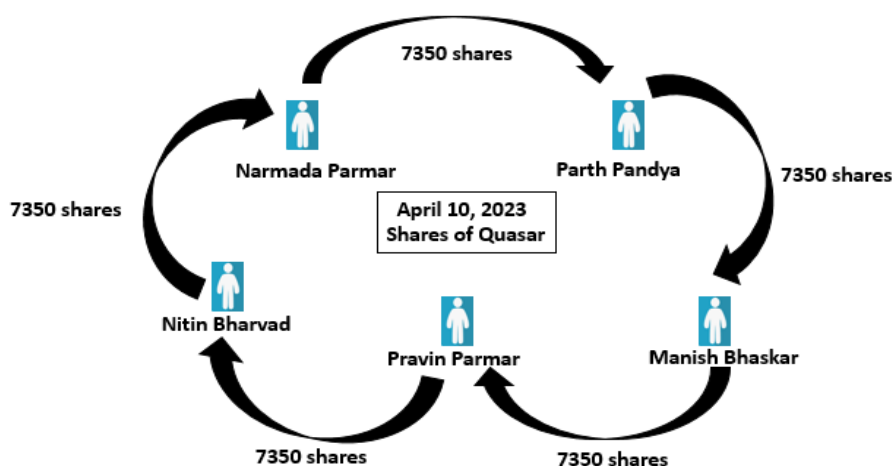 7350 shares
Narmada Parmar
Parth Pandya
7350 shares
7350 shares
April 10, 2023
Shares of Quasar
Nitin Bharvad
Pravin Parmar
Manish Bhaskar
7350 shares
7350 shares